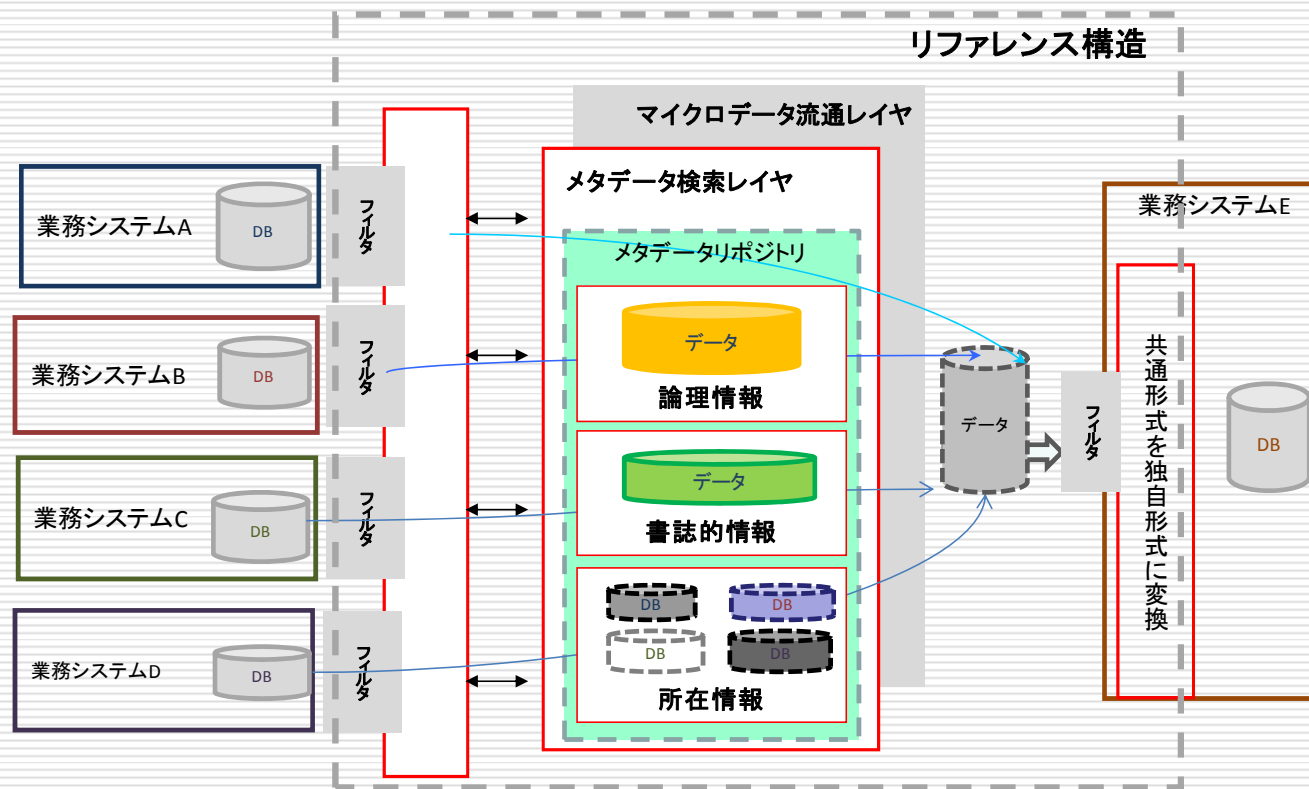 リファレンス構造
マイクロデータ流通レイヤ
メタデータ検索レイヤ
メタデータリポジトリ
データ
論理情報
データ
書誌的情報
DB
DB
DB
DB
所在情報
業務システムA
DB
フィルタ
業務システムB
DB
フィルタ
業務システムC
DB
フィルタ
業務システムD
DB
フィルタ
データ
フィルタ
業務システムE
共通形式を独自形式に変換
DB